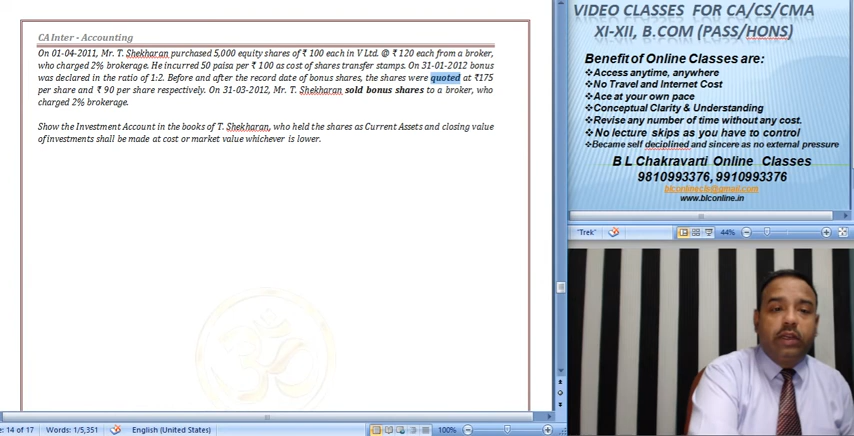 CA Inter - Accounting
On 01-04-2011, Mr. T. Shekharan purchased 5,000 equity shares of ₹ 100 each in V Ltd. @ ₹ 120 each from a broker,
who charged 2% brokerage. He incurred 50 paisa per ₹ 100 as cost of shares transfer stamps. On 31-01-2012 bonus
was declared in the ratio of 1:2. Before and after the record date of bonus shares, the shares were quoted at ₹175
per share and ₹ 90 per share respectively. On 31-03-2012, Mr. T. Shekharan sold bonus shares to a broker, who
charged 2% brokerage.
Show the Investment Account in the books of T. Shekharan, who held the shares as Current Assets and closing value
of investments shall be made at cost or market value whichever is lower.
: 14 of 17 Words: 1/5,351 English (United States) 100%
VIDEO CLASSES FOR CA/CS/CMA
XI-XII, B.COM (PASS/HONS)
Benefit of Online Classes are:
❖Access anytime, anywhere
❖No Travel and Internet Cost
❖Ace at your own pace
❖Conceptual Clarity & Understanding
❖Revise any number of time without any cost.
❖No lecture skips as you have to control
❖Became self deciplined and sincere as no external pressure
B L Chakravarti Online Classes
9810993376, 9910993376
www.blconline.in
"Trek" 44%